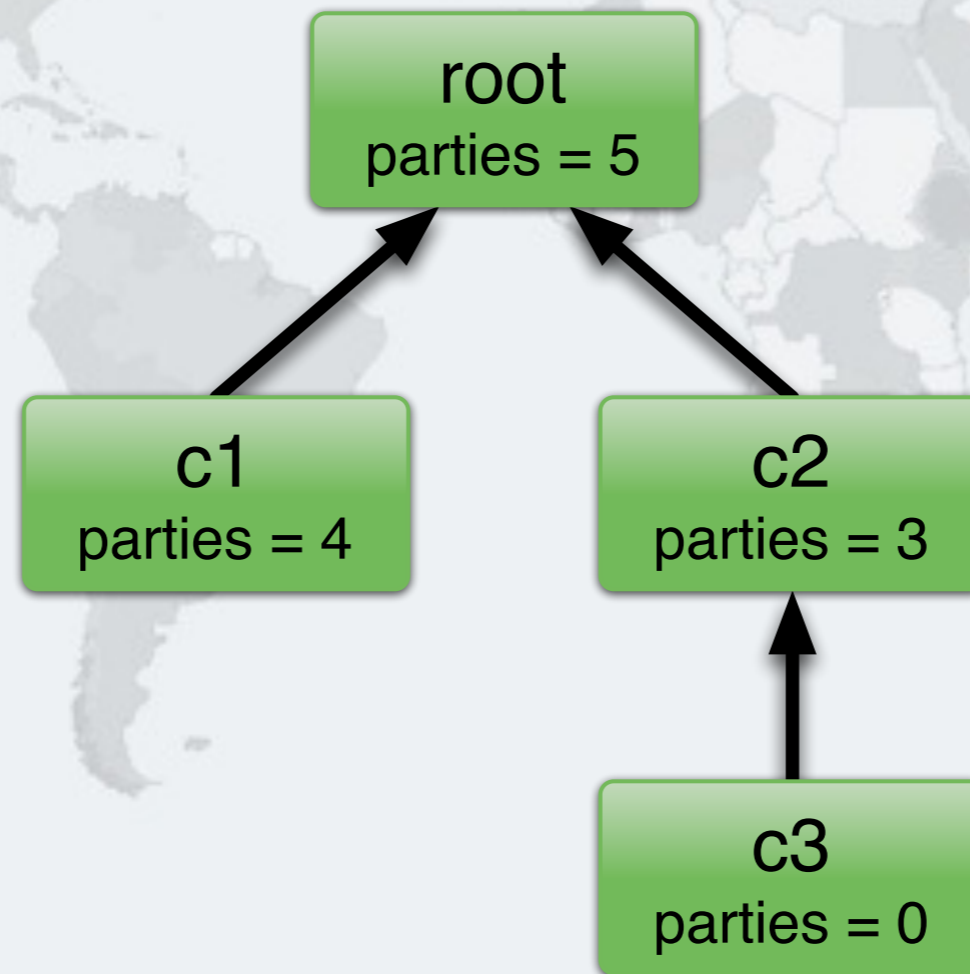 root
parties = 5
c1
parties = 4
c2
parties = 3
c3
parties = 0